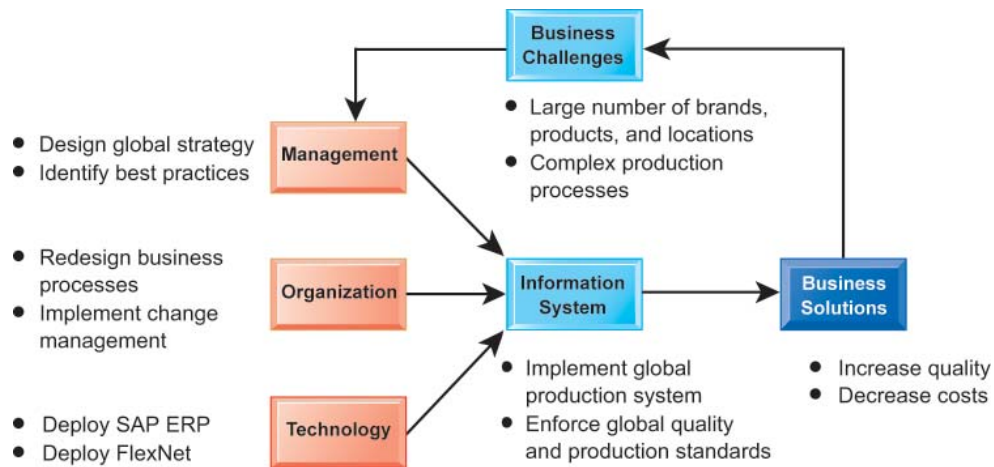 Business
Challenges
Large number of brands,
products, and locations
Complex production
processes
Design global strategy
Identify best practices
Management
Redesign business
processes
Implement change
management
Organization
Information
System
Business
Solutions
Implement global
production system
Enforce global quality
and production standards
Increase quality
Decrease costs
Deploy SAP ERP
Deploy FlexNet
Technology